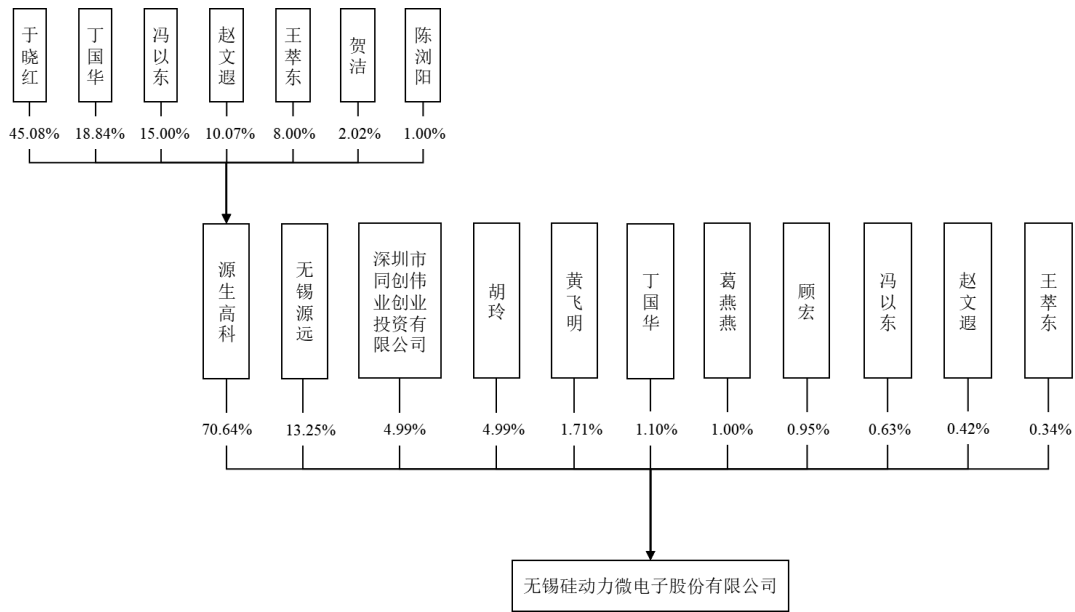 于晓红
丁国华
冯以东
赵文遐
王萃东
贺洁
陈浏阳
45.08%
18.84%
15.00%
10.07%
8.00%
2.02%
1.00%
源生高科
无锡源远
深圳市
同创伟
业创业
投资有
限公司
胡玲
黄飞明
丁国华
葛燕燕
顾宏
冯以东
赵文遐
王萃东
70.64%
13.25%
4.99%
4.99%
1.71%
1.10%
1.00%
0.95%
0.63%
0.42%
0.34%
无锡硅动力微电子股份有限公司